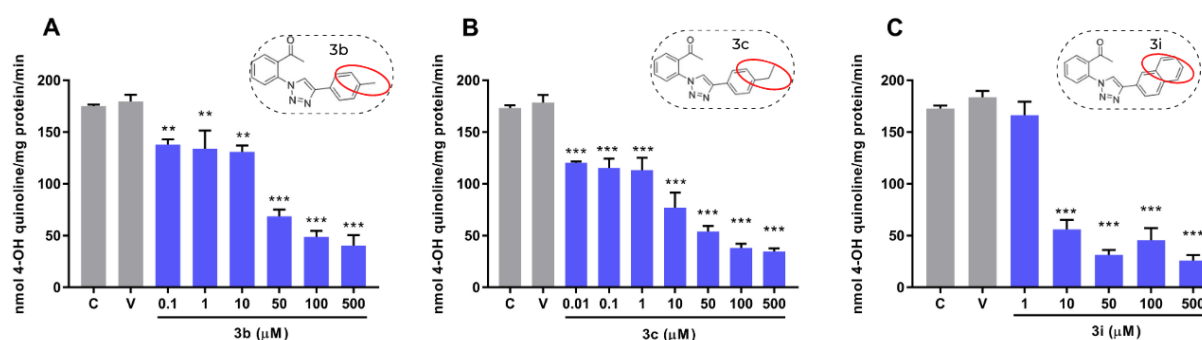 A
nmol 4-OH quinoline/mg protein/min
200
150
100
50
0
3b
O
N
N=N
**
**
**
***
***
***
C V 0.1 1 10 50 100 500
3b (μM)
B
nmol 4-OH quinoline/mg protein/min
200
150
100
50
0
3c
O
N
N=N
***
***
***
***
***
***
***
C V 0.01 0.1 1 10 50 100 500
3c (μM)
C
nmol 4-OH quinoline/mg protein/min
200
150
100
50
0
3i
O
N
N=N
***
***
***
***
C V 1 10 50 100 500
3i (μM)